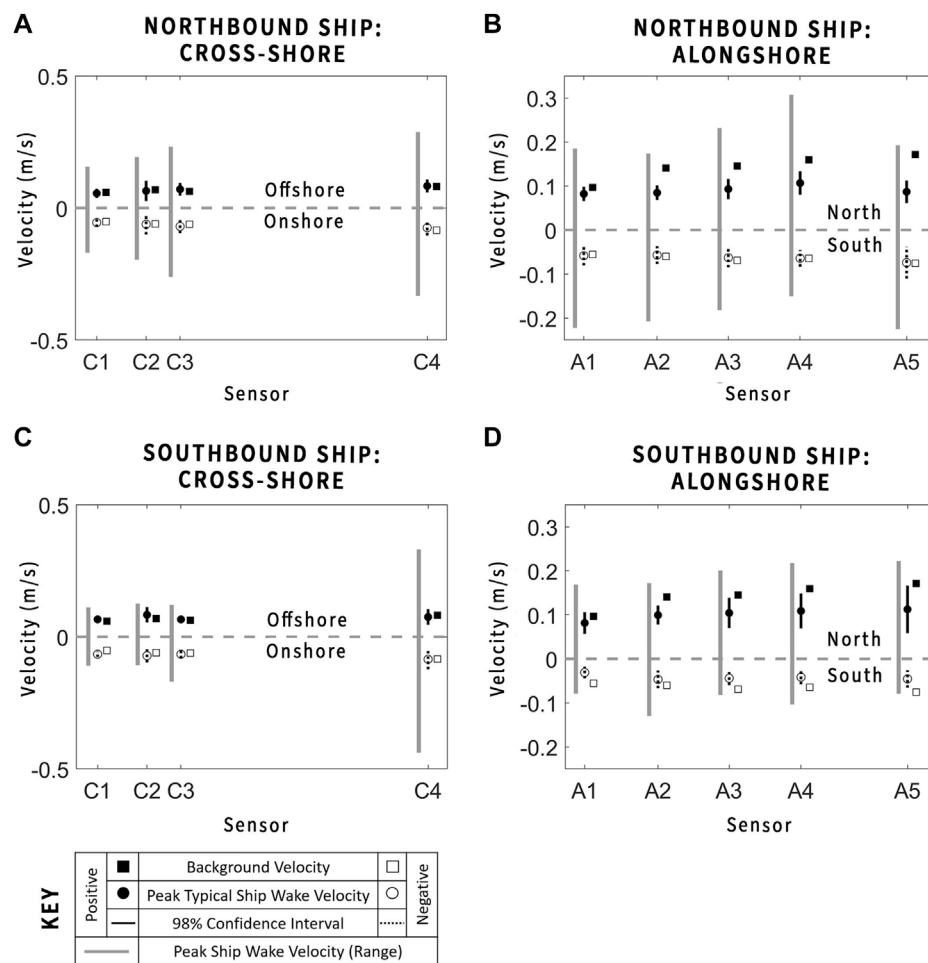 A
NORTHBOUND SHIP:
CROSS-SHORE
0.5
0
-0.5
Velocity (m/s)
Offshore
Onshore
C1 C2 C3 C4
Sensor
B
NORTHBOUND SHIP:
ALONGSHORE
0.3
0.2
0.1
0
-0.1
-0.2
Velocity (m/s)
North
South
A1 A2 A3 A4 A5
Sensor
C
SOUTHBOUND SHIP:
CROSS-SHORE
0.5
0
-0.5
Velocity (m/s)
Offshore
Onshore
C1 C2 C3 C4
Sensor
D
SOUTHBOUND SHIP:
ALONGSHORE
0.3
0.2
0.1
0
-0.1
-0.2
Velocity (m/s)
North
South
A1 A2 A3 A4 A5
Sensor
KEY
Positive
Background Velocity
Peak Typical Ship Wake Velocity
98% Confidence Interval
Negative
Peak Ship Wake Velocity (Range)